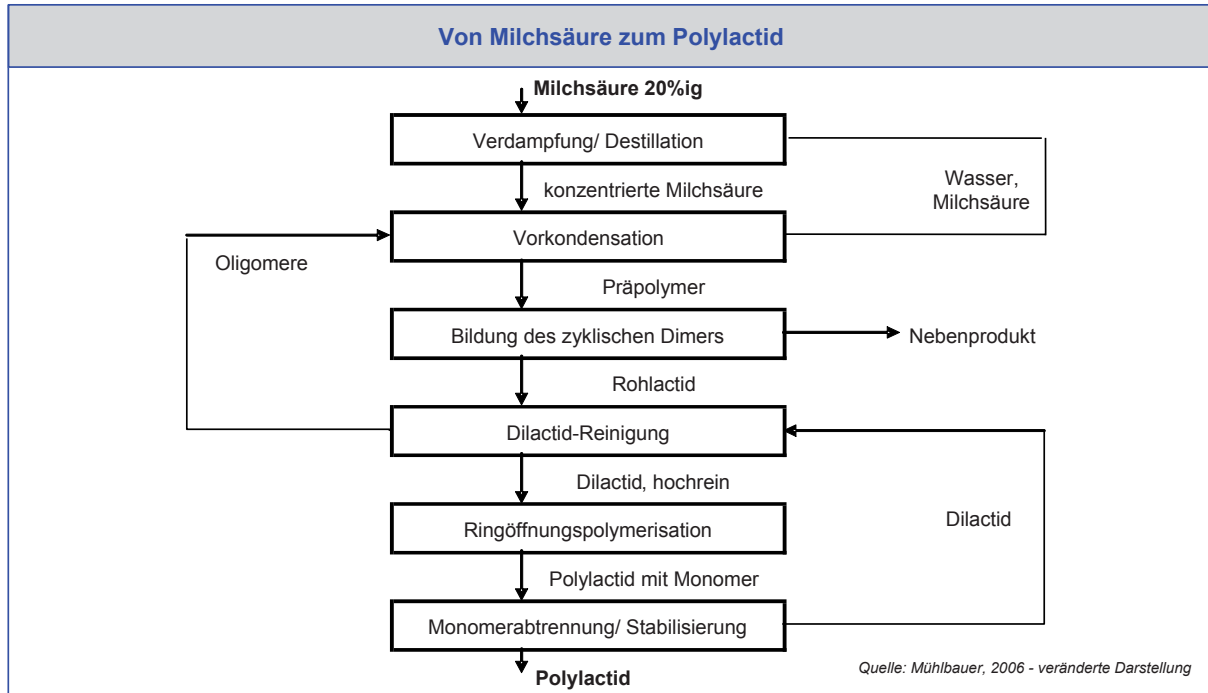 Von Milchsäure zum Polylactid
Milchsäure 20%ig
Verdampfung/ Destillation
konzentrierte Milchsäure
Wasser,
Milchsäure
Vorkondensation
Oligomere
Präpolymer
Bildung des zyklischen Dimers
Nebenprodukt
Rohlactid
Dilactid-Reinigung
Dilactid, hochrein
Dilactid
Ringöffnungspolymerisation
Polylactid mit Monomer
Monomerabtrennung/ Stabilisierung
Polylactid
Quelle: Mühlbauer, 2006 - veränderte Darstellung